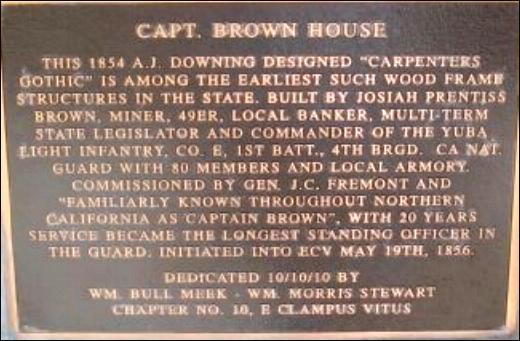 CAPT. BROWN HOUSE
THIS 1854 A.J. DOWNING DESIGNED "CARPENTERS
GOTHIC" IS AMONG THE EARLIEST SUCH WOOD FRAME
STRUCTURES IN THE STATE. BUILT BY JOSIAH PRENTISS
BROWN, MINER, 49ER, LOCAL BANKER, MULTI-TERM
STATE LEGISLATOR AND COMMANDER OF THE YUBA
LIGHT INFANTRY, CO. E, 1ST BATT., 4TH BRGD. CA NAT.
GUARD WITH 80 MEMBERS AND LOCAL ARMORY.
COMMISSIONED BY GEN. J.C. FREMONT AND
"FAMILIARLY KNOWN THROUGHOUT NORTHERN
CALIFORNIA AS CAPTAIN BROWN", WITH 20 YEARS
SERVICE BECAME THE LONGEST STANDING OFFICER IN
THE GUARD. INITIATED INTO ECV MAY 19TH, 1856.
DEDICATED 10/10/10 BY
WM. BULL MEEK - WM. MORRIS STEWART
CHAPTER NO. 10, E CLAMPUS VITUS